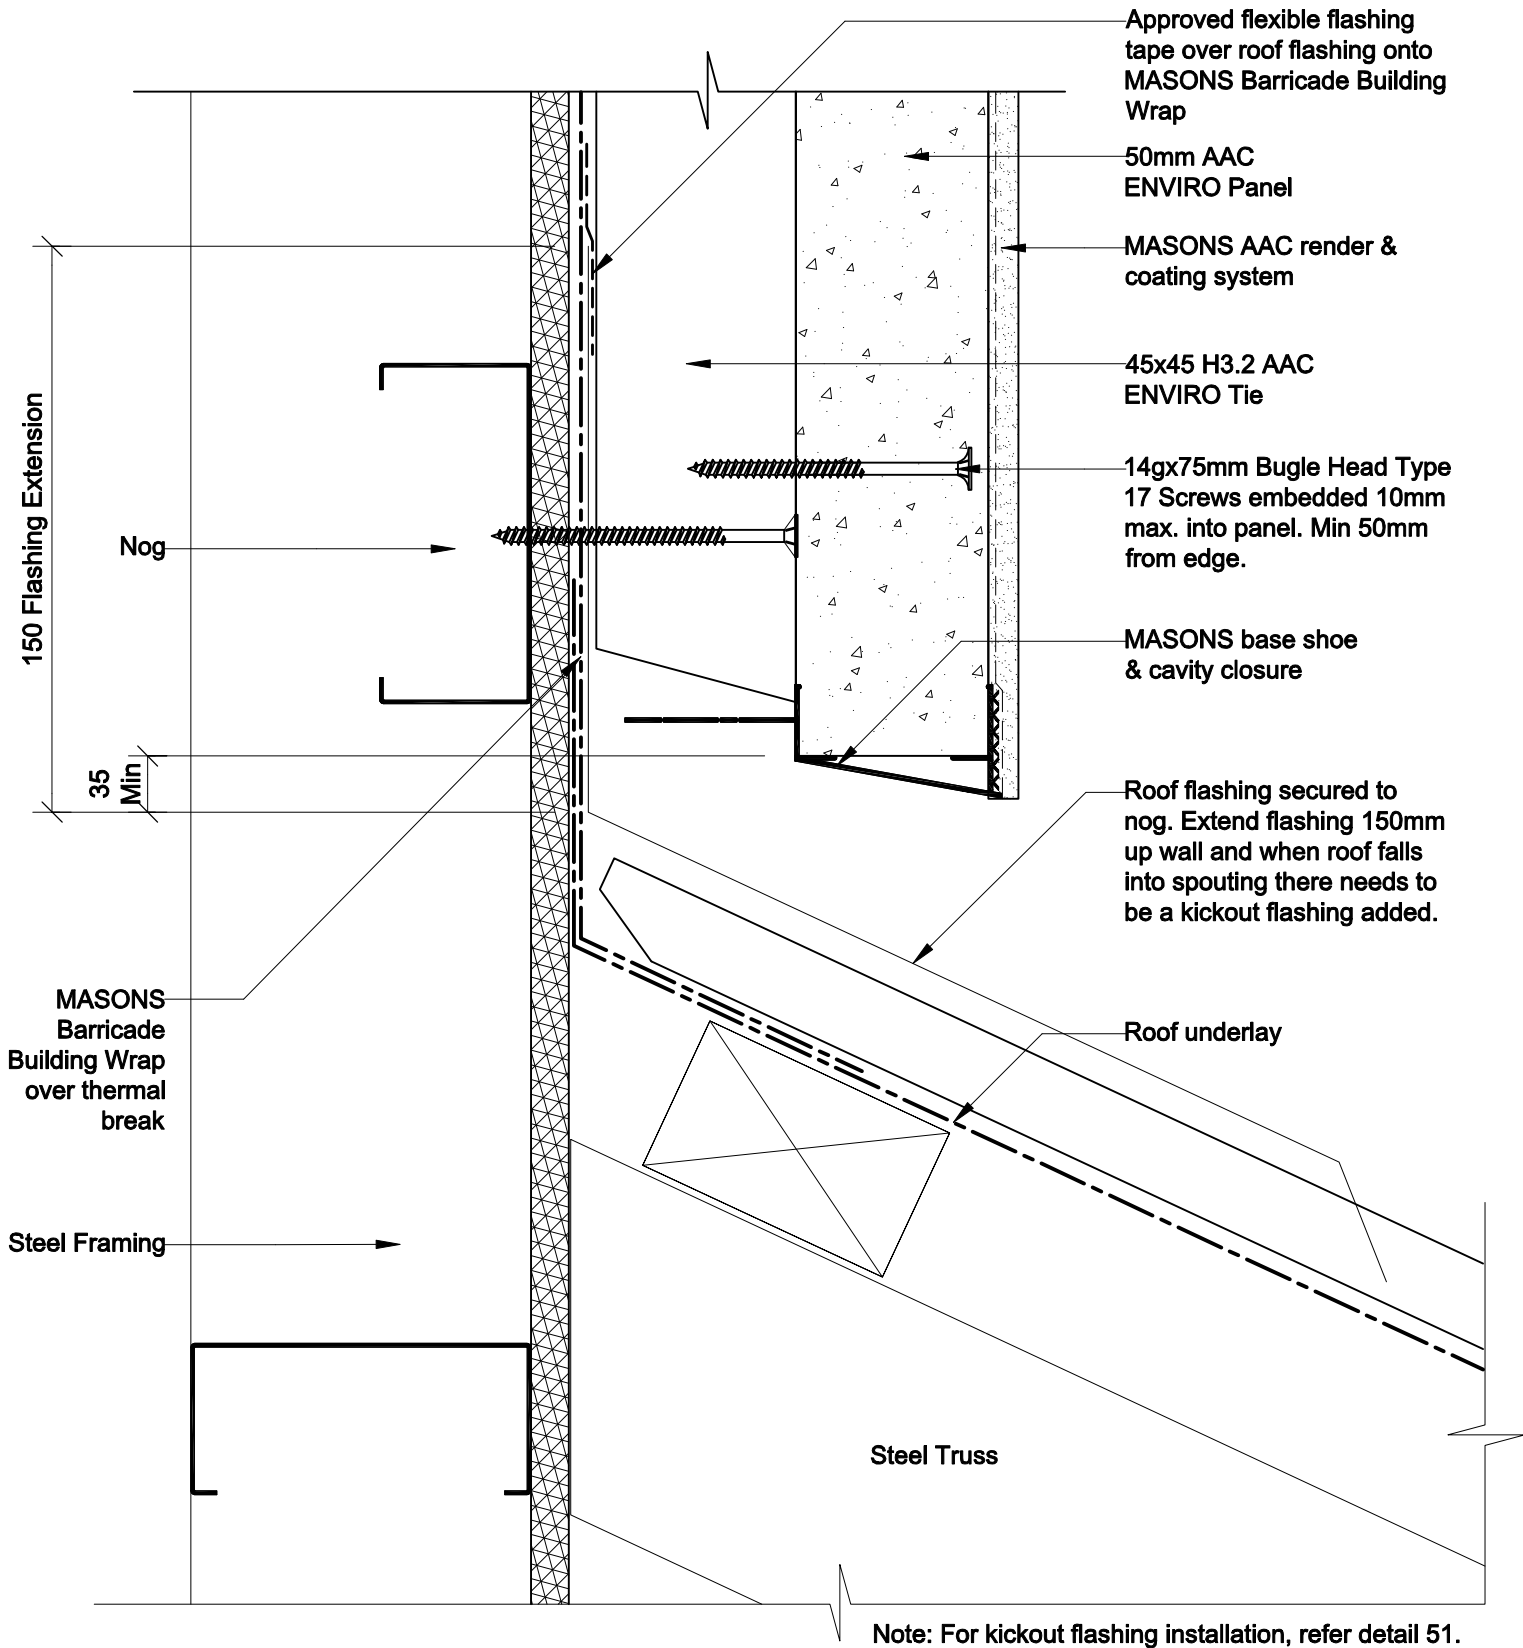 Approved flexible flashing
tape over roof flashing onto
MASONS Barricade Building
Wrap
50mm AAC
ENVIRO Panel
MASONS AAC render &
coating system
45x45 H3.2 AAC
ENVIRO Tie
14gx75mm Bugle Head Type
17 Screws embedded 10mm
max. into panel. Min 50mm
from edge.
MASONS base shoe
& cavity closure
Roof flashing secured to
nog. Extend flashing 150mm
up wall and when roof falls
into spouting there needs to
be a kickout flashing added.
Roof underlay
150 Flashing Extension
Nog
35
Min
MASONS
Barricade
Building Wrap
over thermal
break
Steel Framing
Steel Truss
Note: For kickout flashing installation, refer detail 51.